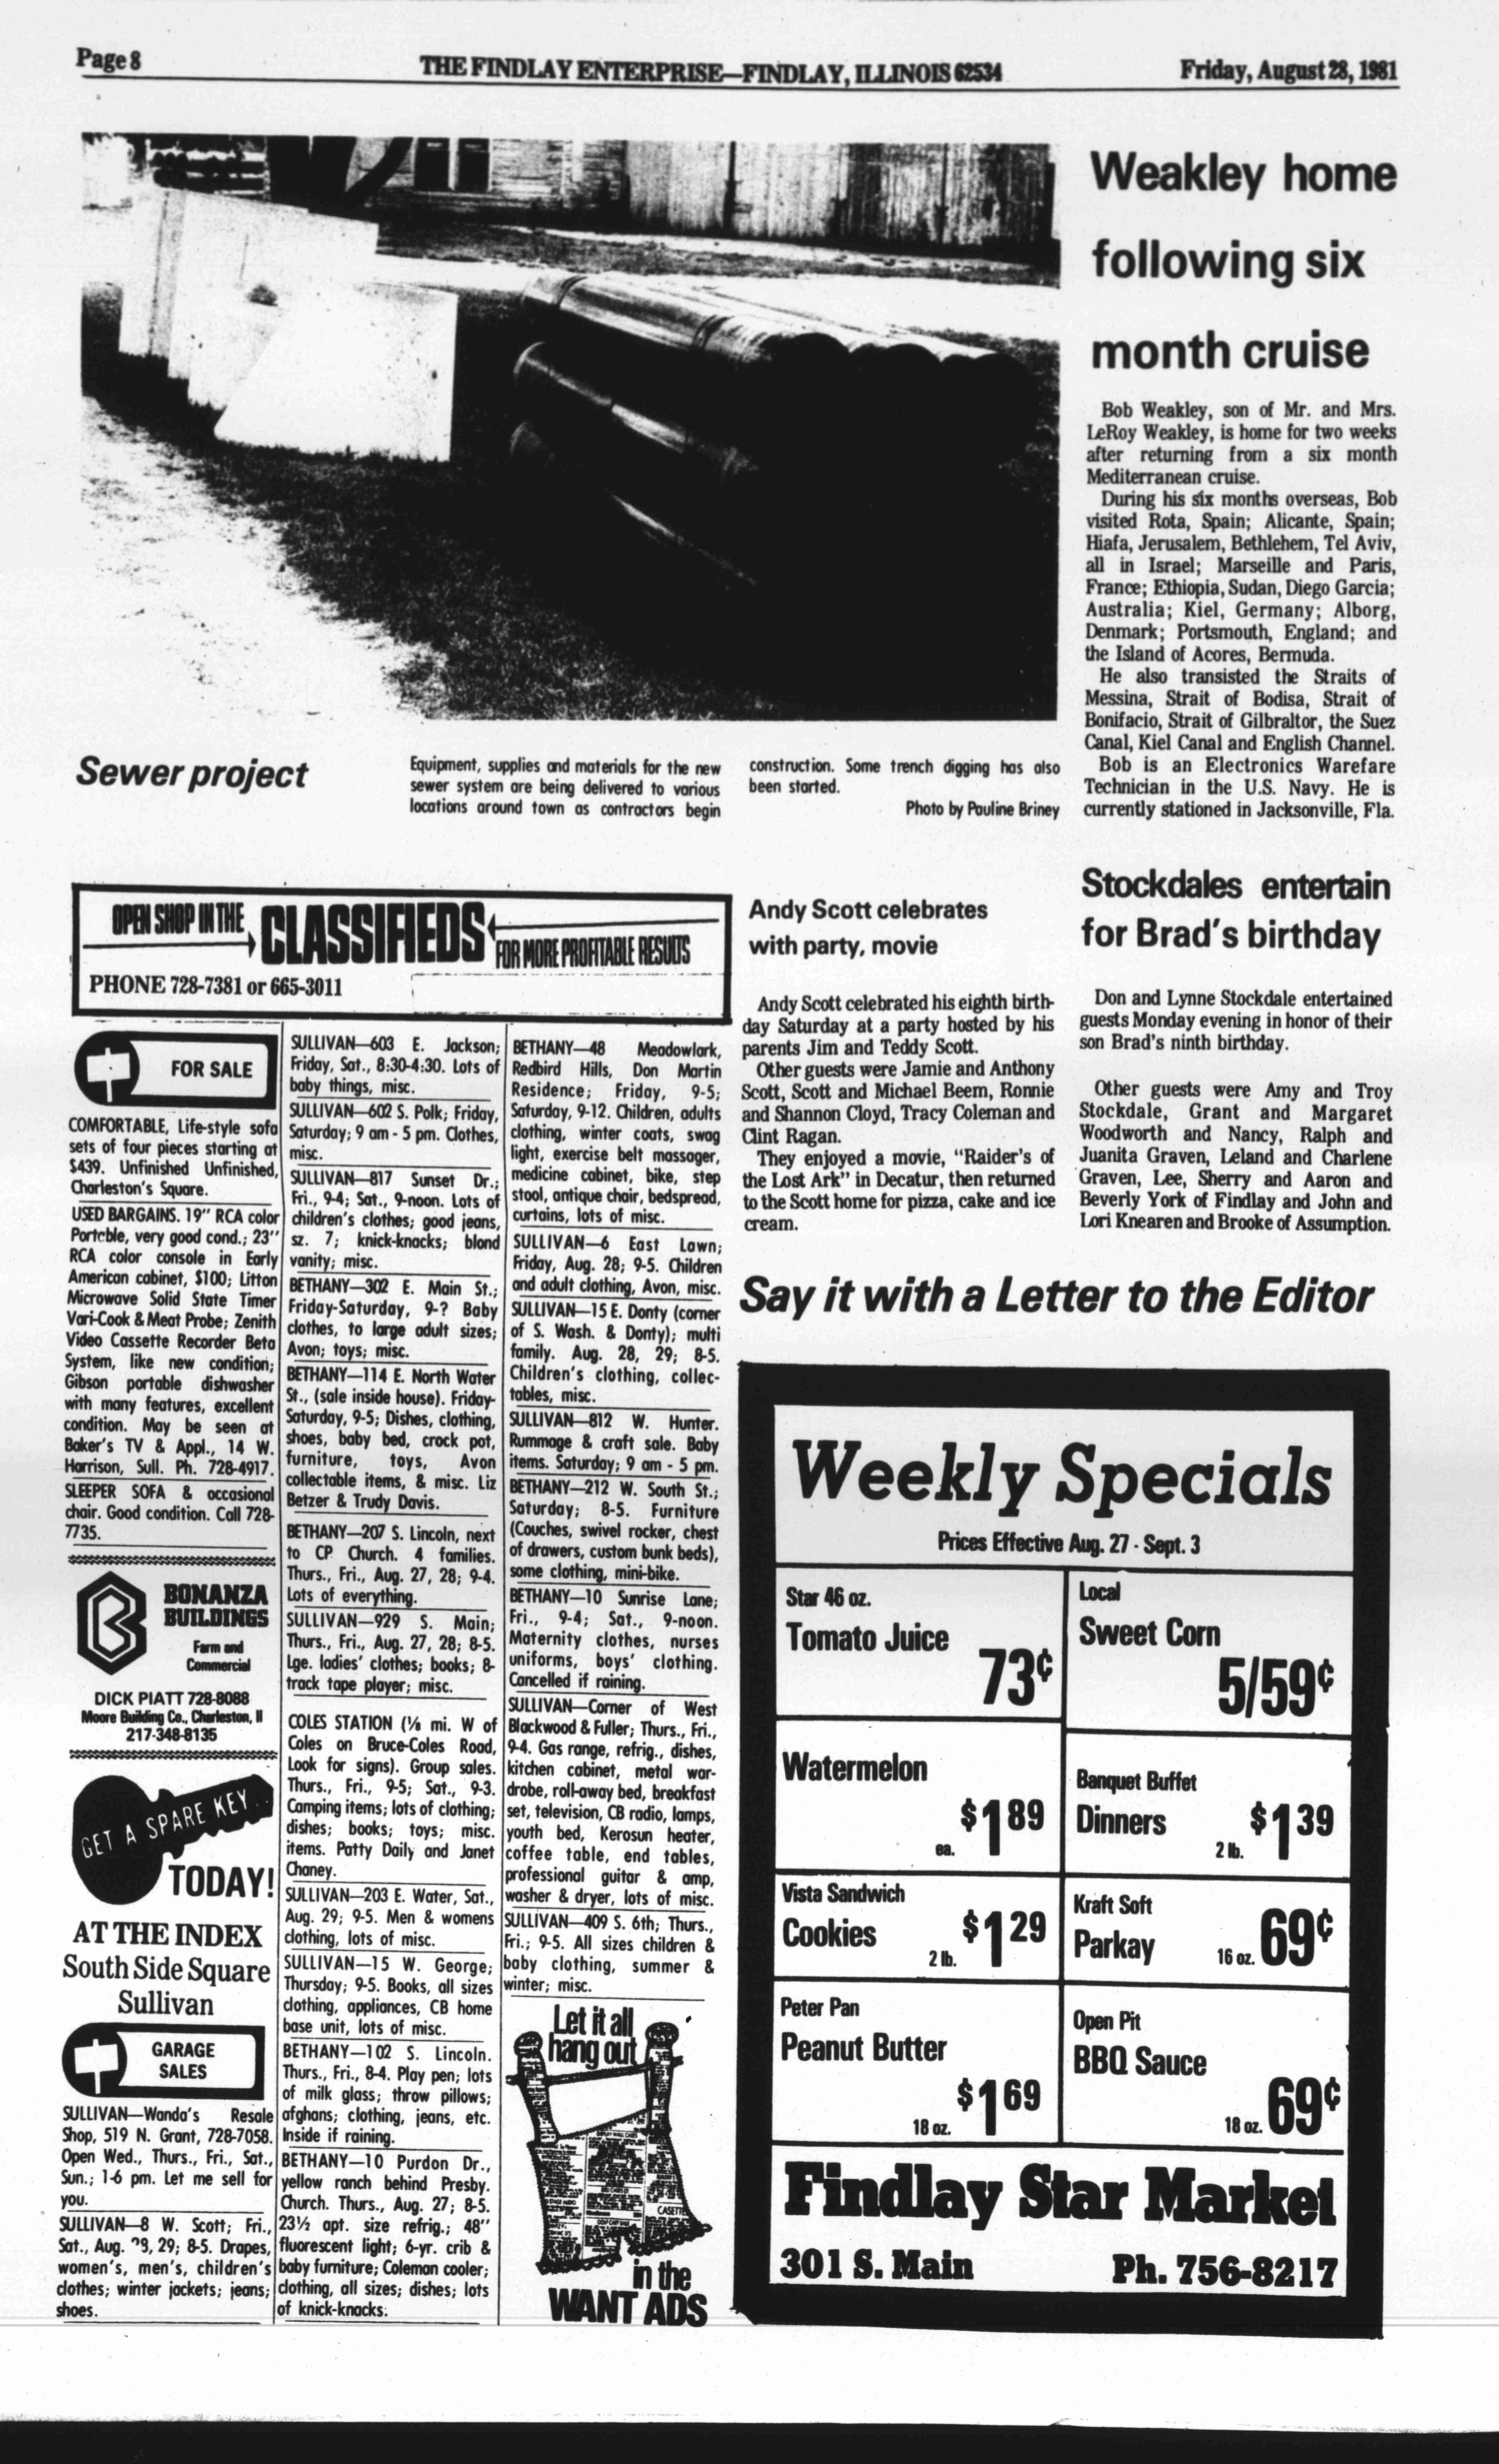 Page 8
THE FINDLAY ENTERPRISE—FINDLAY, ILLINOIS 62534
Friday, August 28, 1981
Sewer project
Equipment, supplies and materials for the new
sewer system are being delivered to various
locations around town as contractors begin
construction. Some trench digging has also
been started.
Photo by Pauline Briney
Weakley home
following six
month cruise
Bob Weakley, son of Mr. and Mrs.
LeRoy Weakley, is home for two weeks
after returning from a six month
Mediterranean cruise.
During his six months overseas, Bob
visited Rota, Spain; Alicante, Spain;
Hiafa, Jerusalem, Bethlehem, Tel Aviv,
all in Israel; Marseille and Paris,
France; Ethiopia, Sudan, Diego Garcia;
Australia; Kiel, Germany; Alborg,
Denmark; Portsmouth, England; and
the Island of Acores, Bermuda.
He also transisted the Straits of
Messina, Strait of Bodisa, Strait of
Bonifacio, Strait of Gilbraltor, the Suez
Canal, Kiel Canal and English Channel.
Bob is an Electronics Warefare
Technician in the U.S. Navy. He is
currently stationed in Jacksonville, Fla.
OPEN SHOP IN THE
CLASSIFIEDS
FOR MORE PROFITABLE RESULTS
PHONE 728-7381 or 665-3011
FOR SALE
COMFORTABLE, Life-style sofa
sets of four pieces starting at
$439. Unfinished Unfinished,
Charleston's Square.
USED BARGAINS. 19" RCA color
Portable, very good cond.; 23"
RCA color console in Early
American cabinet, $100; Litton
Microwave Solid State Timer
Vari-Cook & Meat Probe; Zenith
Video Cassette Recorder Beta
System, like new condition;
Gibson portable dishwasher
with many features, excellent
condition. May be seen at
Baker's TV & Appl., 14 W.
Harrison, Sull. Ph. 728-4917.
SLEEPER SOFA & occasional
chair. Good condition. Call 728-
7735.
BONANZA
BUILDINGS
Farm and
Commercial
DICK PIATT 728-8088
Moore Building Co., Charleston, Il
217-348-8135
GET A SPARE KEY . .
TODAY!
AT THE INDEX
South Side Square
Sullivan
GARAGE
SALES
SULLIVAN—Wanda's Resale
Shop, 519 N. Grant, 728-7058.
Open Wed., Thurs., Fri., Sat.,
Sun.; 1-6 pm. Let me sell for
you.
SULLIVAN—8 W. Scott; Fri.,
Sat., Aug. 28, 29; 8-5. Drapes,
women's, men's, children's
clothes; winter jackets; jeans;
shoes.
SULLIVAN—603 E. Jackson;
Friday, Sat., 8:30-4:30. Lots of
baby things, misc.
SULLIVAN—602 S. Polk; Friday,
Saturday; 9 am - 5 pm. Clothes,
misc.
SULLIVAN—817 Sunset Dr.;
Fri., 9-4; Sat., 9-noon. Lots of
children's clothes; good jeans,
sz. 7; knick-knacks; blond
vanity; misc.
BETHANY—302 E. Main St.;
Friday-Saturday, 9-? Baby
clothes, to large adult sizes;
Avon; toys; misc.
BETHANY—114 E. North Water
St., (sale inside house). Friday-
Saturday, 9-5; Dishes, clothing,
shoes, baby bed, crock pot,
furniture, toys, Avon
collectable items, & misc. Liz
Betzer & Trudy Davis.
BETHANY—207 S. Lincoln, next
to CP Church. 4 families.
Thurs., Fri., Aug. 27, 28; 9-4.
Lots of everything.
SULLIVAN—929 S. Main;
Thurs., Fri., Aug. 27, 28; 8-5.
Lge. ladies' clothes; books; 8-
track tape player; misc.
COLES STATION (⅛ mi. W of
Coles on Bruce-Coles Road,
Look for signs). Group sales.
Thurs., Fri., 9-5; Sat., 9-3.
Camping items; lots of clothing;
dishes; books; toys; misc.
items. Patty Daily and Janet
Chaney.
SULLIVAN—203 E. Water, Sat.,
Aug. 29; 9-5. Men & womens
clothing, lots of misc.
SULLIVAN—15 W. George;
Thursday; 9-5. Books, all sizes
clothing, appliances, CB home
base unit, lots of misc.
BETHANY—102 S. Lincoln.
Thurs., Fri., 8-4. Play pen; lots
of milk glass; throw pillows;
afghans; clothing, jeans, etc.
Inside if raining.
BETHANY—10 Purdon Dr.,
yellow ranch behind Presby.
Church. Thurs., Aug. 27; 8-5.
23½ apt. size refrig.; 48"
fluorescent light; 6-yr. crib &
baby furniture; Coleman cooler;
clothing, all sizes; dishes; lots
of knick-knacks.
BETHANY—48 Meadowlark,
Redbird Hills, Don Martin
Residence; Friday, 9-5;
Saturday, 9-12. Children, adults
clothing, winter coats, swag
light, exercise belt massager,
medicine cabinet, bike, step
stool, antique chair, bedspread,
curtains, lots of misc.
SULLIVAN—6 East Lawn;
Friday, Aug. 28; 9-5. Children
and adult clothing, Avon, misc.
SULLIVAN—15 E. Donty (corner
of S. Wash. & Donty); multi
family. Aug. 28, 29; 8-5.
Children's clothing, collec-
tables, misc.
SULLIVAN—812 W. Hunter.
Rummage & craft sale. Baby
items. Saturday; 9 am - 5 pm.
BETHANY—212 W. South St.;
Saturday; 8-5. Furniture
(Couches, swivel rocker, chest
of drawers, custom bunk beds),
some clothing, mini-bike.
BETHANY—10 Sunrise Lane;
Fri., 9-4; Sat., 9-noon.
Maternity clothes, nurses
uniforms, boys' clothing.
Cancelled if raining.
SULLIVAN—Corner of West
Blackwood & Fuller; Thurs., Fri.,
9-4. Gas range, refrig., dishes,
kitchen cabinet, metal war-
drobe, roll-away bed, breakfast
set, television, CB radio, lamps,
youth bed, Kerosun heater,
coffee table, end tables,
professional guitar & amp,
washer & dryer, lots of misc.
SULLIVAN—409 S. 6th; Thurs.,
Fri.; 9-5. All sizes children &
baby clothing, summer &
winter; misc.
Let it all
hang out
in the
WANT ADS
Andy Scott celebrates
with party, movie
Andy Scott celebrated his eighth birth-
day Saturday at a party hosted by his
parents Jim and Teddy Scott.
Other guests were Jamie and Anthony
Scott, Scott and Michael Beem, Ronnie
and Shannon Cloyd, Tracy Coleman and
Clint Ragan.
They enjoyed a movie, "Raider's of
the Lost Ark" in Decatur, then returned
to the Scott home for pizza, cake and ice
cream.
Stockdales entertain
for Brad's birthday
Don and Lynne Stockdale entertained
guests Monday evening in honor of their
son Brad's ninth birthday.
Other guests were Amy and Troy
Stockdale, Grant and Margaret
Woodworth and Nancy, Ralph and
Juanita Graven, Leland and Charlene
Graven, Lee, Sherry and Aaron and
Beverly York of Findlay and John and
Lori Knearen and Brooke of Assumption.
Say it with a Letter to the Editor
Weekly Specials
Prices Effective Aug. 27 - Sept. 3
Star 46 oz.
Tomato Juice
73¢
Local
Sweet Corn
5/59¢
Watermelon
ea. $1 89
Banquet Buffet
Dinners
2 lb. $1 39
Vista Sandwich
Cookies
2 lb. $1 29
Kraft Soft
Parkay
16 oz. 69¢
Peter Pan
Peanut Butter
18 oz. $1 69
Open Pit
BBQ Sauce
18 oz. 69¢
Findlay Star Market
301 S. Main
Ph. 756-8217